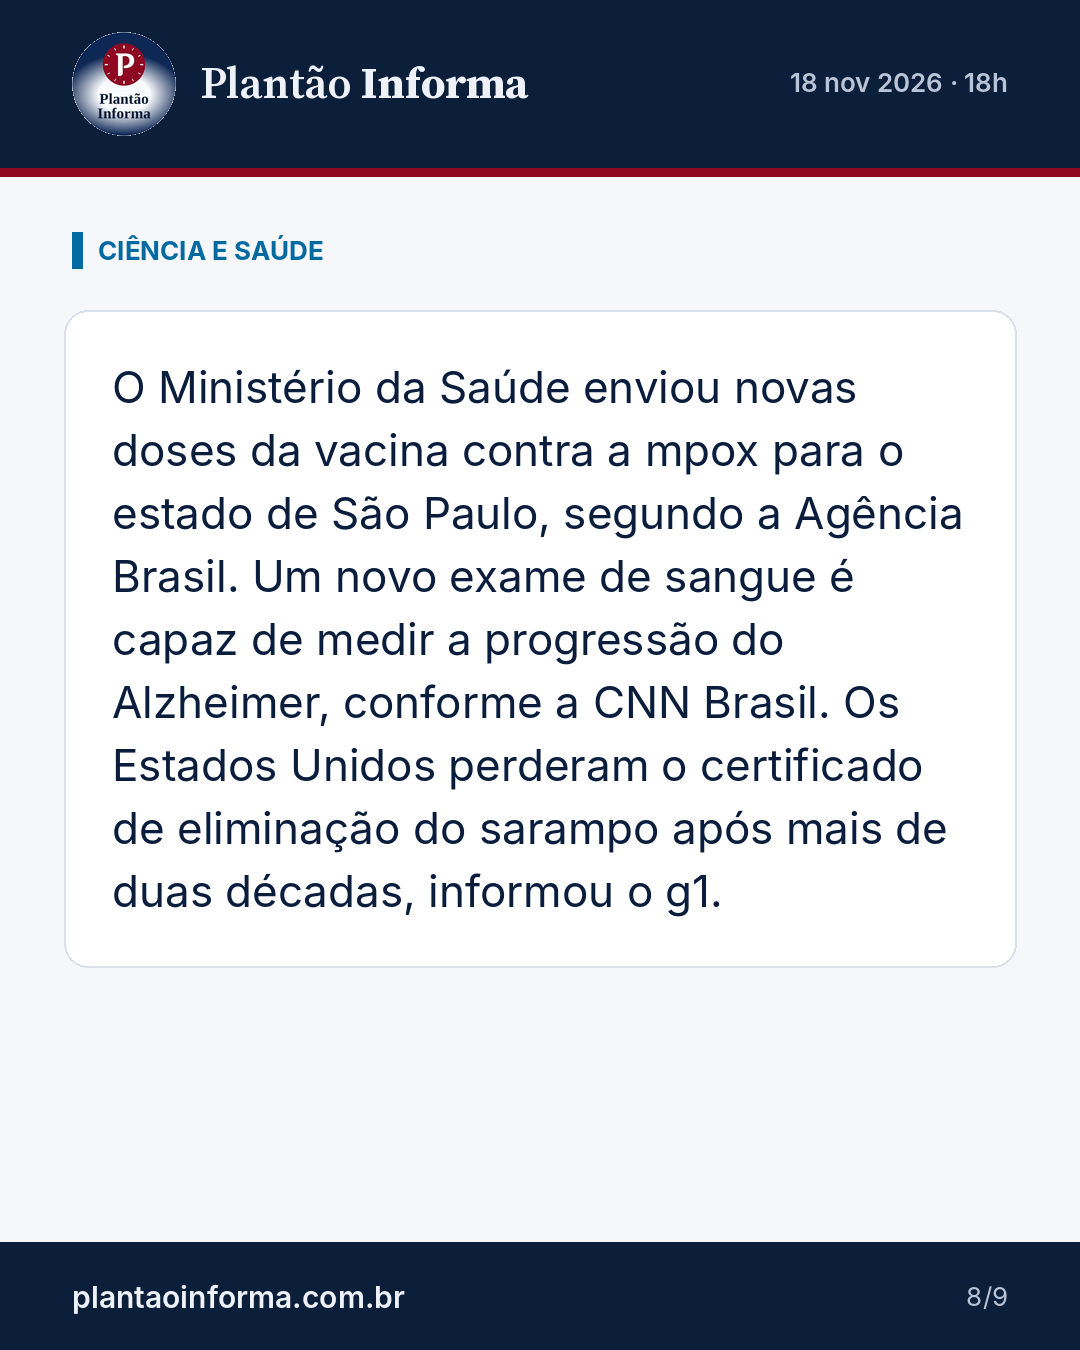 P
Plantão
Informa
Plantão Informa
18 nov 2026 · 18h
CIÊNCIA E SAÚDE
O Ministério da Saúde enviou novas
doses da vacina contra a mpox para o
estado de São Paulo, segundo a Agência
Brasil. Um novo exame de sangue é
capaz de medir a progressão do
Alzheimer, conforme a CNN Brasil. Os
Estados Unidos perderam o certificado
de eliminação do sarampo após mais de
duas décadas, informou o g1.
plantaoinforma.com.br
8/9